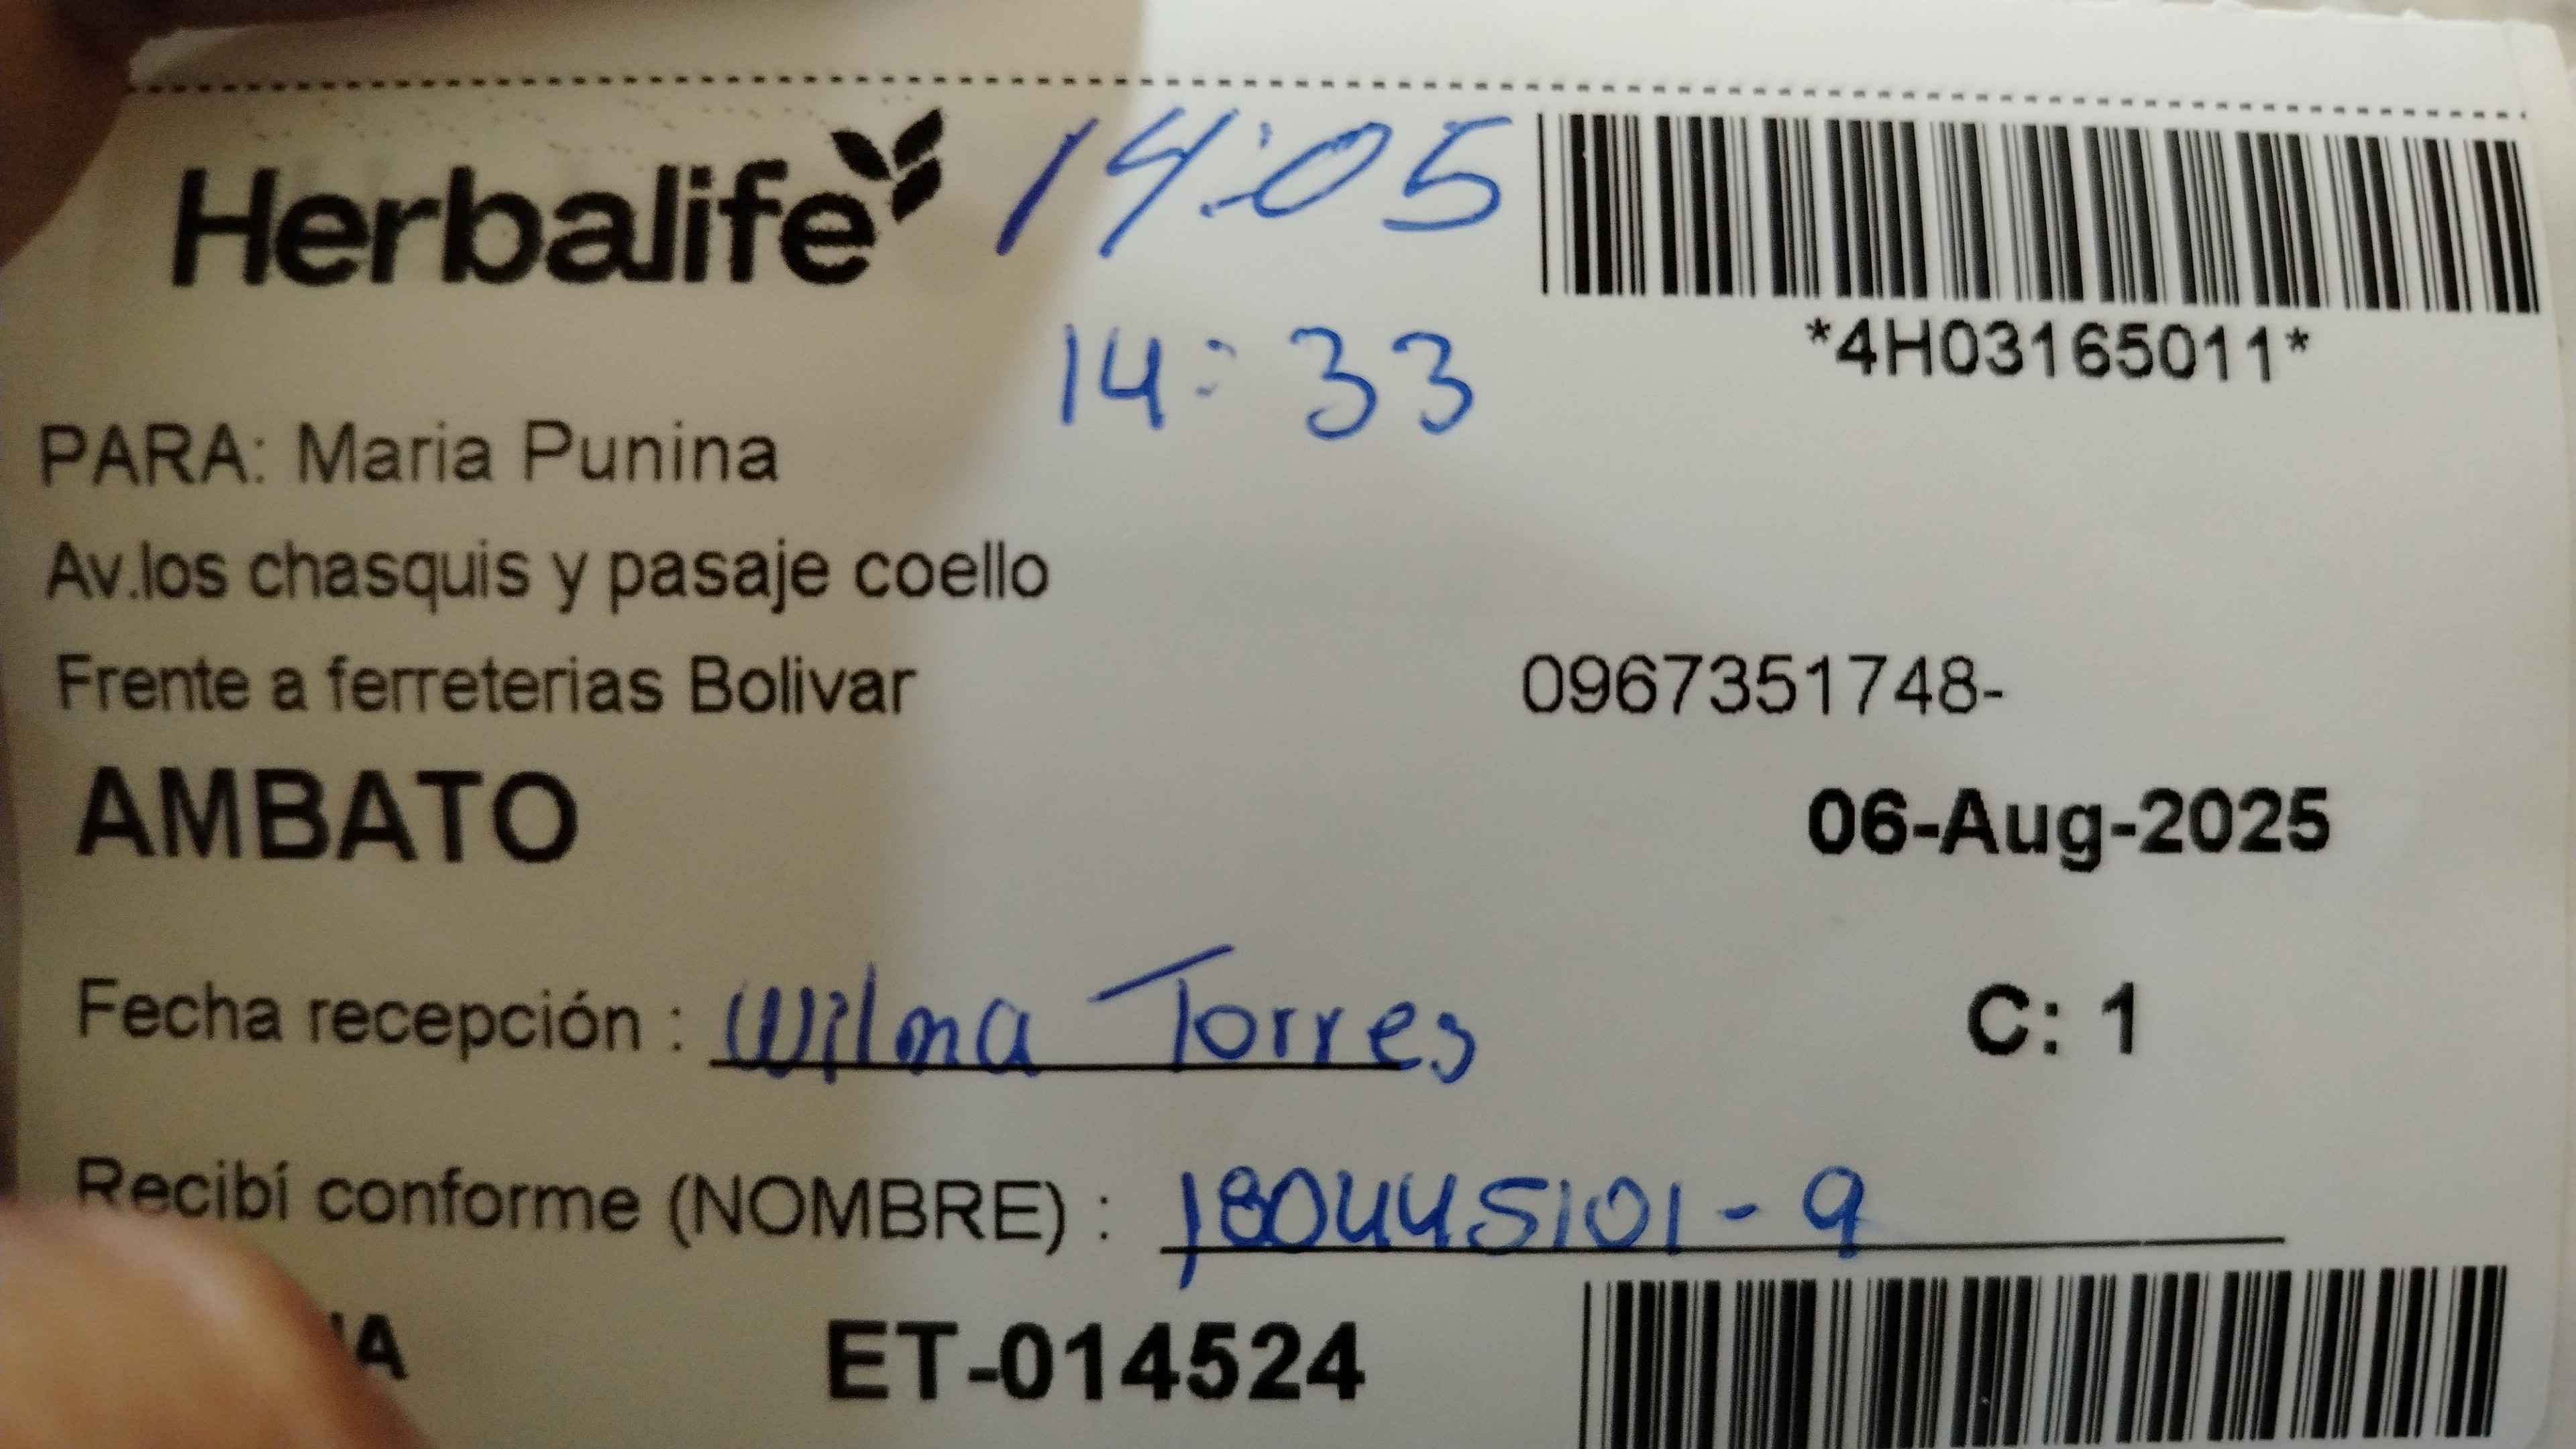 Herbalife 14:05
14:33
*4H03165011*
PARA: Maria Punina
Av.los chasquis y pasaje coello
Frente a ferreterias Bolivar 0967351748-
AMBATO 06-Aug-2025
Fecha recepción : Wilma Torres C: 1
Recibí conforme (NOMBRE) : 180445101-9
ET-014524